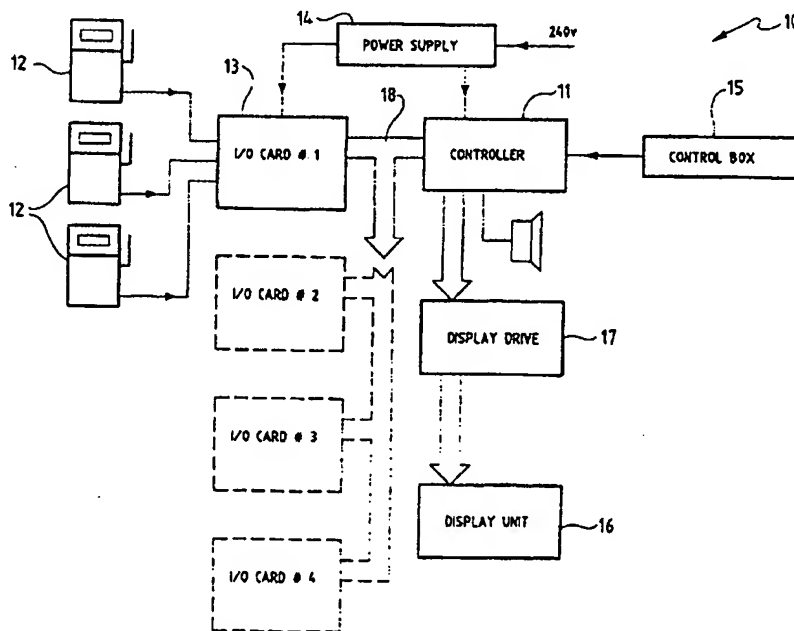 14
POWER SUPPLY
240v
10
12
13
18
11
15
I/O CARD # 1
CONTROLLER
CONTROL BOX
12
12
I/O CARD # 2
DISPLAY DRIVE
17
I/O CARD # 3
DISPLAY UNIT
16
I/O CARD # 4